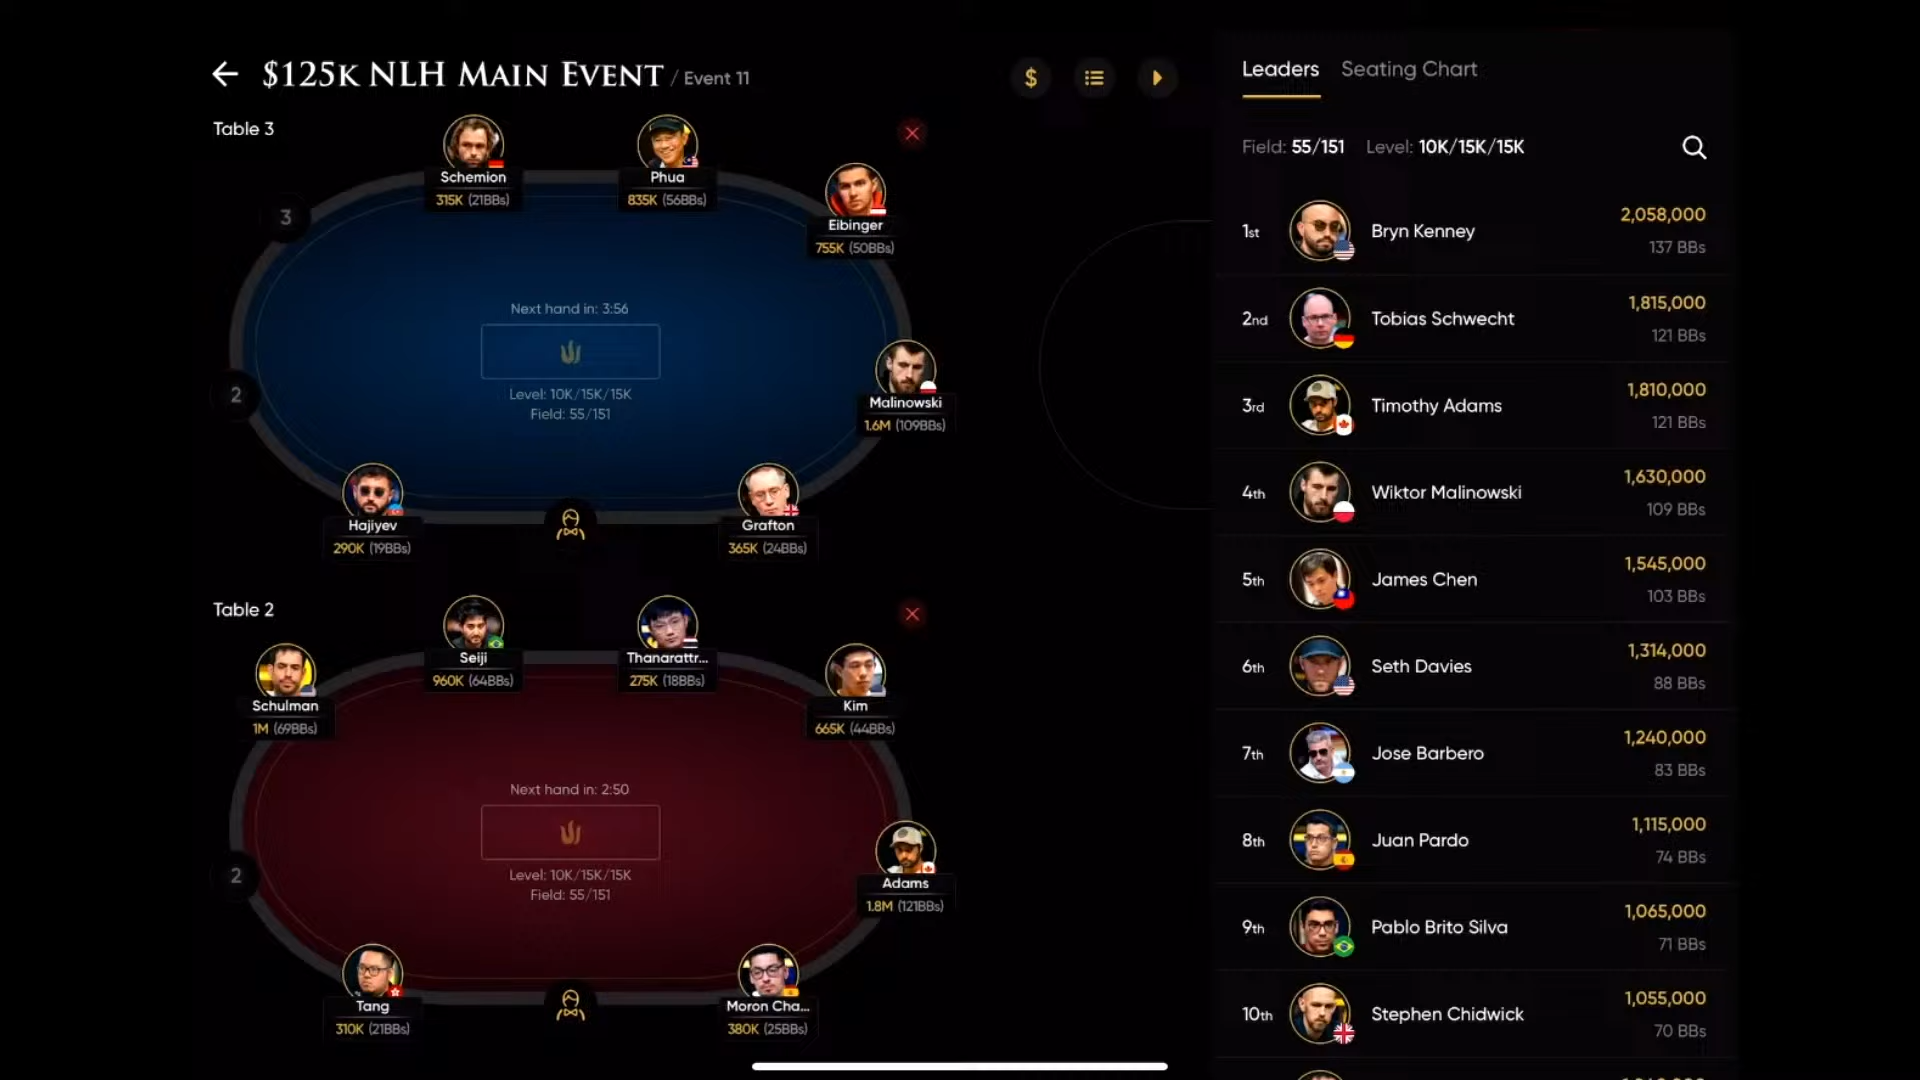 $125K NLH MAIN EVENT / Event 11
$
Table 3
Schemion
315K (21BBs)
Phua
835K (56BBs)
Eibinger
755K (50BBs)
3
Next hand in: 3:56
Level: 10K/15K/15K
Field: 55/151
2
Malinowski
1.6M (109BBs)
Hajiyev
290K (19BBs)
Grafton
365K (24BBs)
Table 2
Schulman
1M (69BBs)
Seiji
960K (64BBs)
Thanarattr...
275K (18BBs)
Kim
665K (44BBs)
Next hand in: 2:50
Level: 10K/15K/15K
Field: 55/151
2
Adams
1.8M (121BBs)
Tang
310K (21BBs)
Moron Cha...
380K (25BBs)
Leaders Seating Chart
Field: 55/151 Level: 10K/15K/15K
1st Bryn Kenney 2,058,000
137 BBs
2nd Tobias Schwecht 1,815,000
121 BBs
3rd Timothy Adams 1,810,000
121 BBs
4th Wiktor Malinowski 1,630,000
109 BBs
5th James Chen 1,545,000
103 BBs
6th Seth Davies 1,314,000
88 BBs
7th Jose Barbero 1,240,000
83 BBs
8th Juan Pardo 1,115,000
74 BBs
9th Pablo Brito Silva 1,065,000
71 BBs
10th Stephen Chidwick 1,055,000
70 BBs